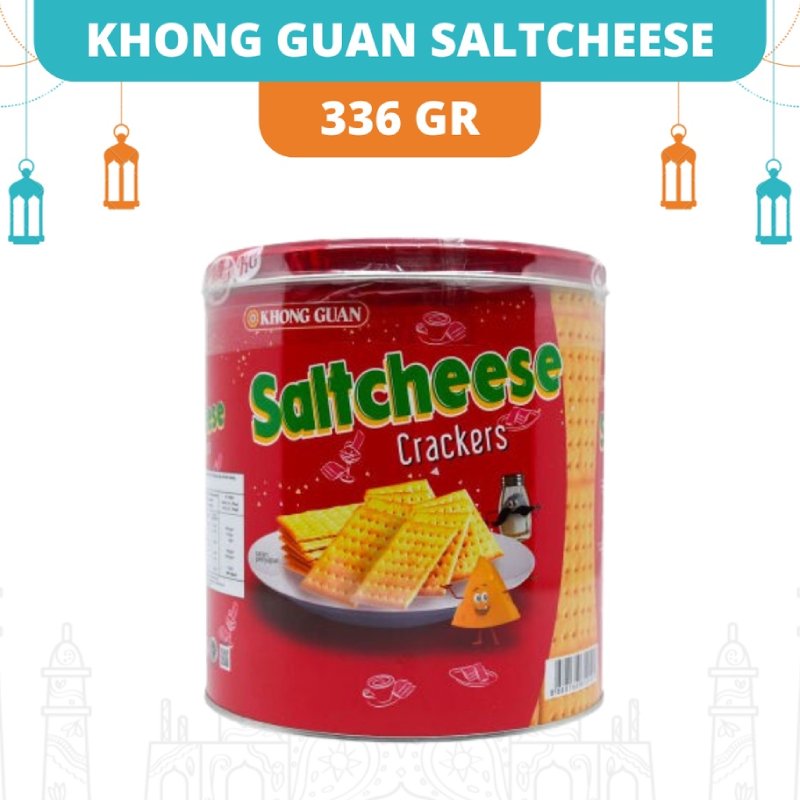 KHONG GUAN SALTCHEESE
336 GR
KHONG GUAN
Saltcheese
Crackers